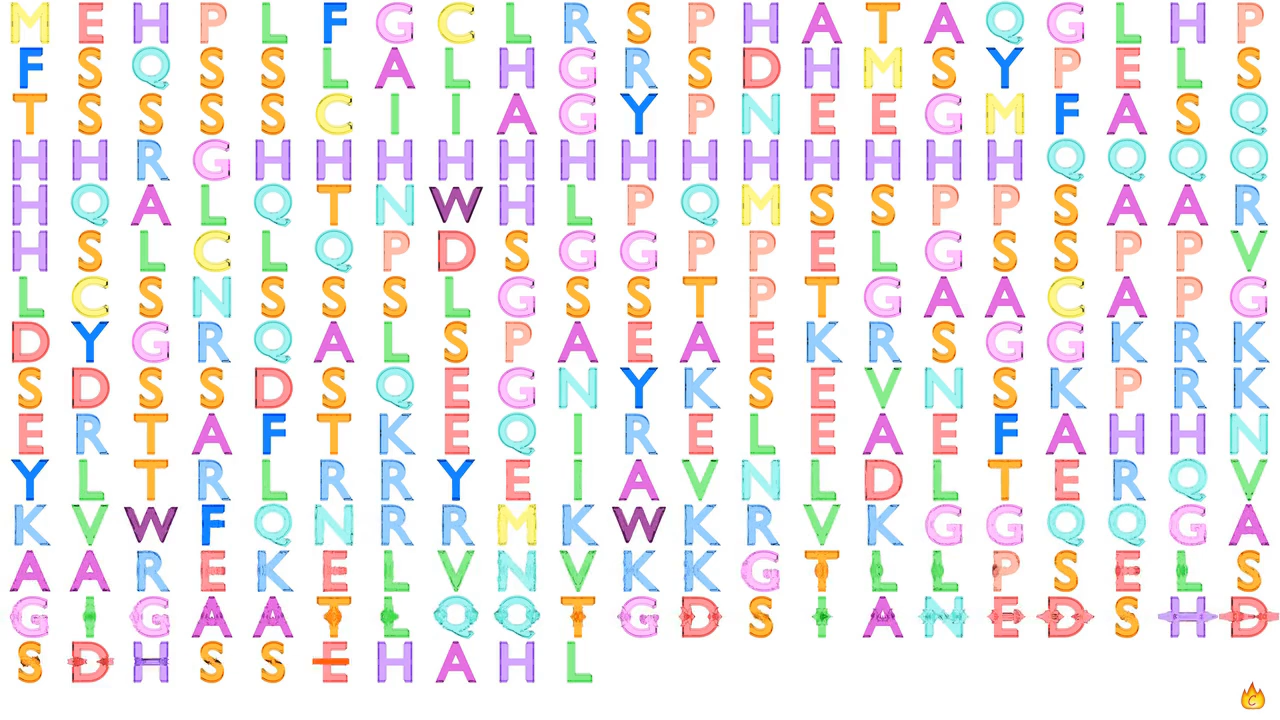 MEHPLFGCLRSPHATAQGLHP
FSQSSLALHGRSDHMSYPELS
TSSSSCIIAGYPNEEGMFASQ
HHRGHHHHHHHHHHHHHQQQQ
HQALQTNWHLPQMSSPPSAAR
HSLCLQPDSGGPPELGSSPPV
LCSNSSSLGSSTPTGAACAPG
DYGRQALSPAEAEKRSGGKRK
SDSSDSQEGNYKSEVNSKPRK
ERTAFTKEQIRELEAEFAHHN
YLTRLRRYEIAVNLDLTERQV
KVWFQNRRMKWKRVKGGQQGA
AAREKELVNVKKGTLLPSELS
GIGAATLQQTGDSIANEDSHD
SDHSSEHAHL
C